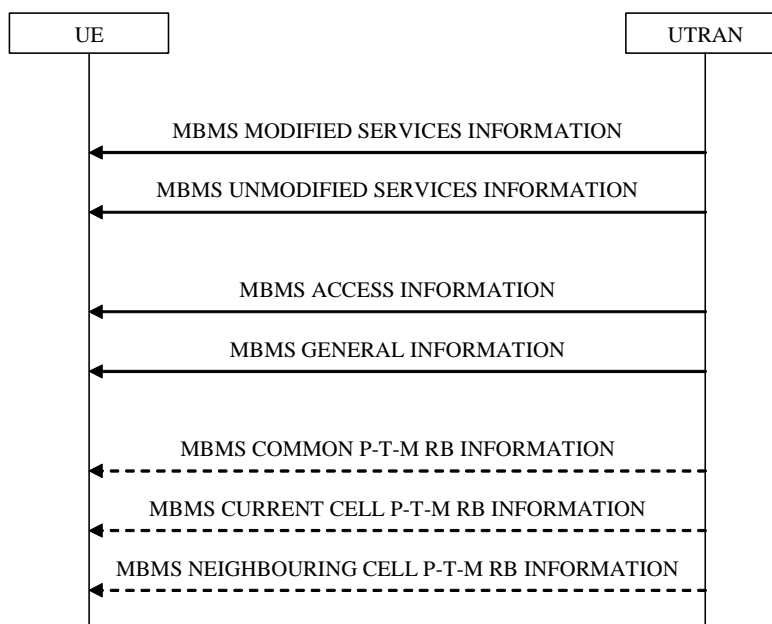 UE
UTRAN
MBMS MODIFIED SERVICES INFORMATION
MBMS UNMODIFIED SERVICES INFORMATION
MBMS ACCESS INFORMATION
MBMS GENERAL INFORMATION
MBMS COMMON P-T-M RB INFORMATION
MBMS CURRENT CELL P-T-M RB INFORMATION
MBMS NEIGHBOURING CELL P-T-M RB INFORMATION